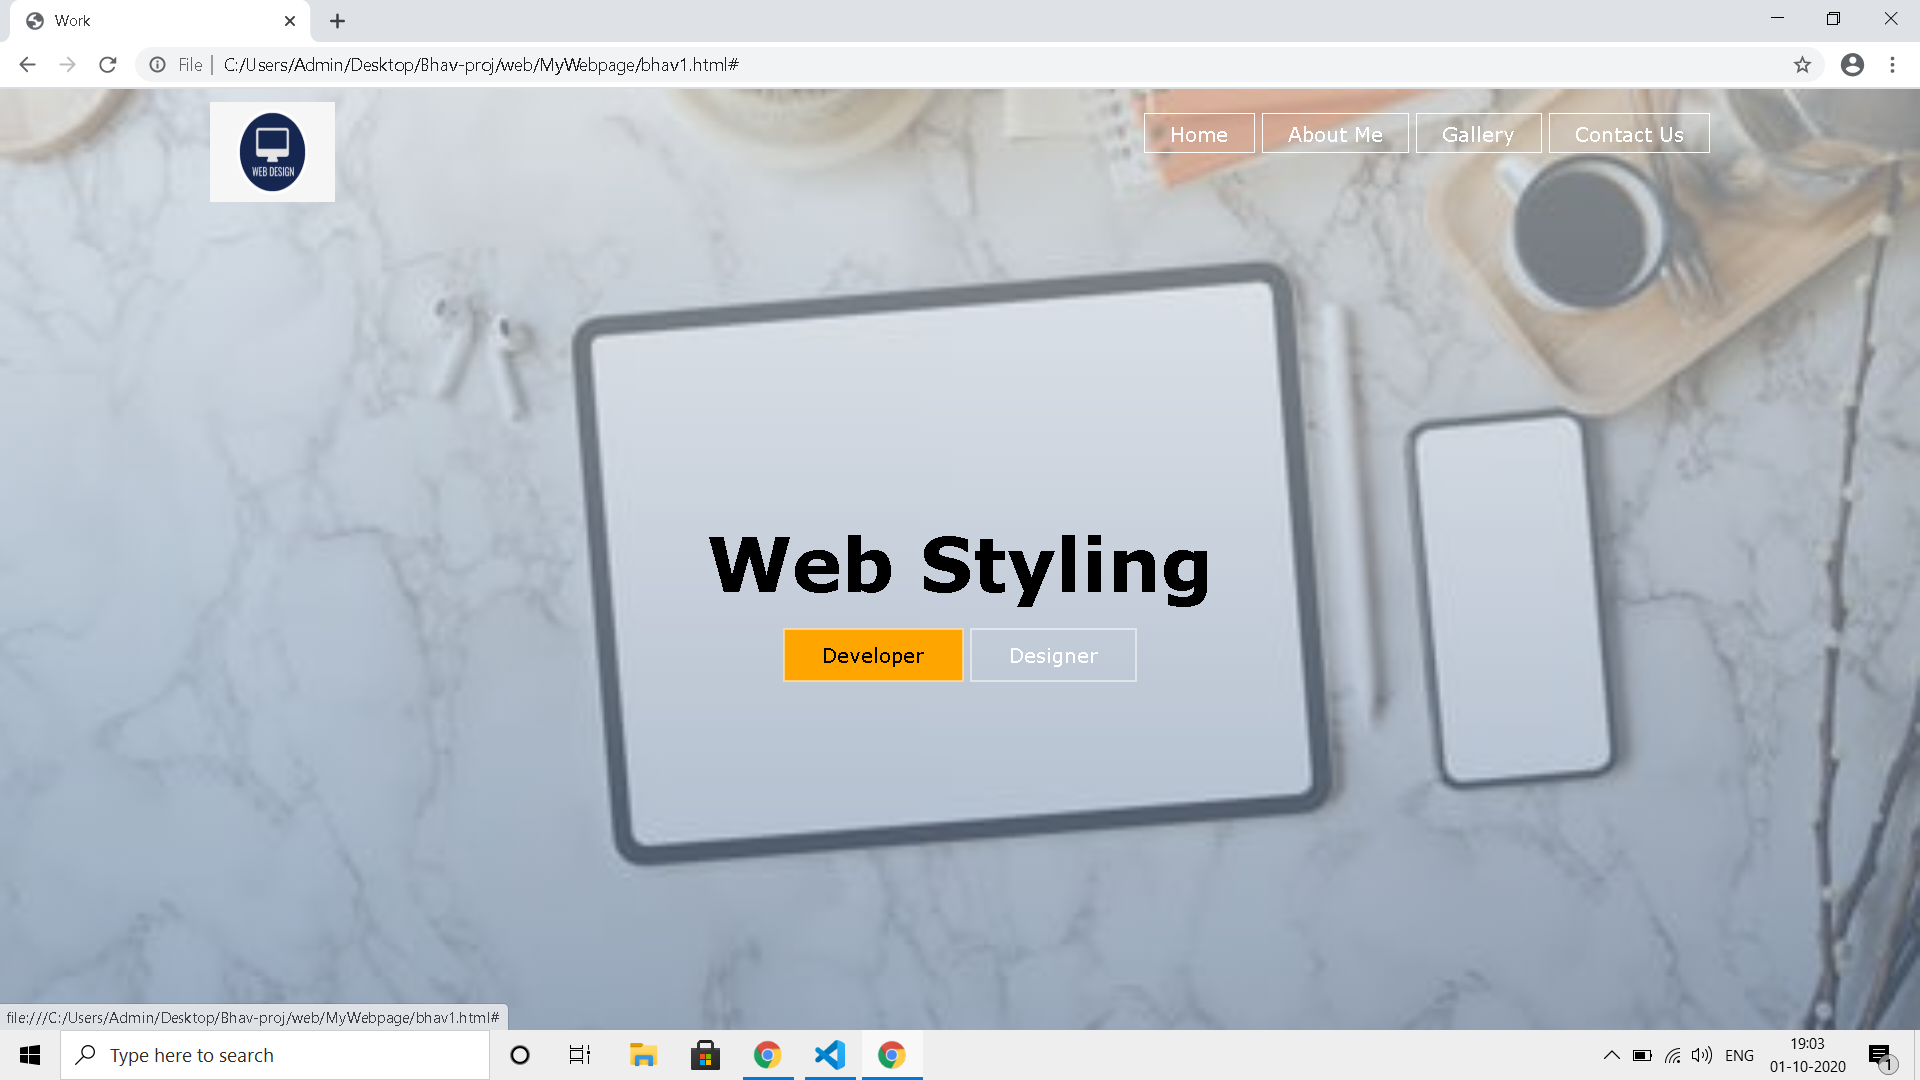 Work
File | C:/Users/Admin/Desktop/Bhav-proj/web/MyWebpage/bhav1.html#
WEB DESIGN
Home About Me Gallery Contact Us
Web Styling
Developer Designer
file:///C:/Users/Admin/Desktop/Bhav-proj/web/MyWebpage/bhav1.html#
Type here to search
ENG
19:03
01-10-2020
1